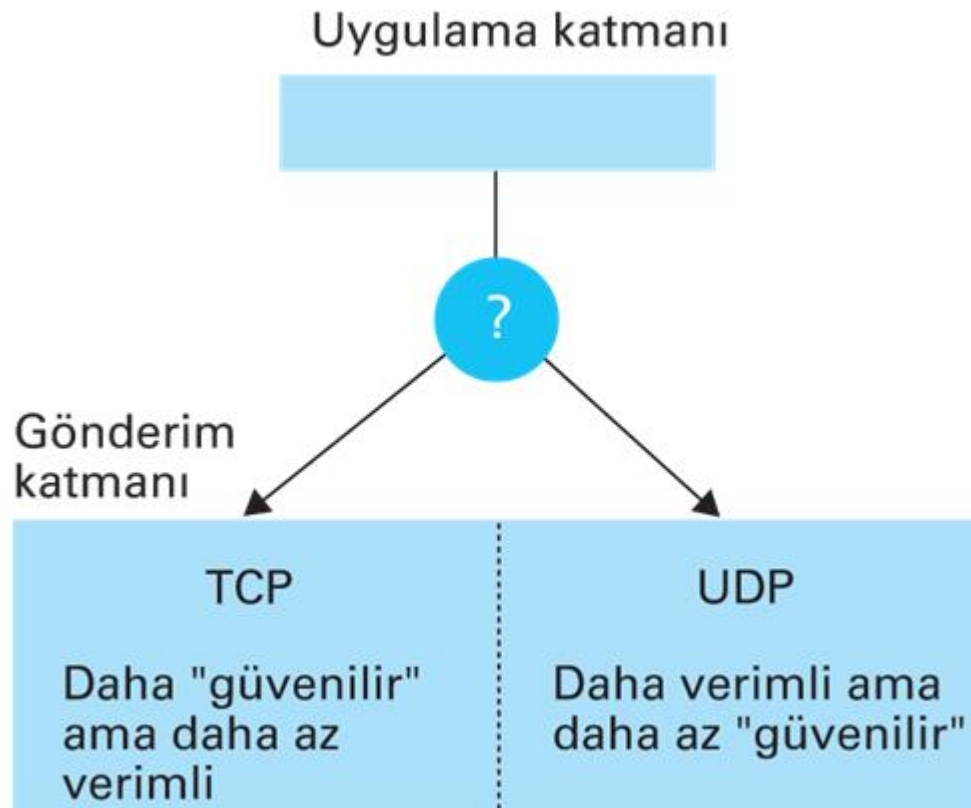 Uygulama katmanı
?
Gönderim
katmanı
TCP
Daha "güvenilir"
ama daha az
verimli
UDP
Daha verimli ama
daha az "güvenilir"